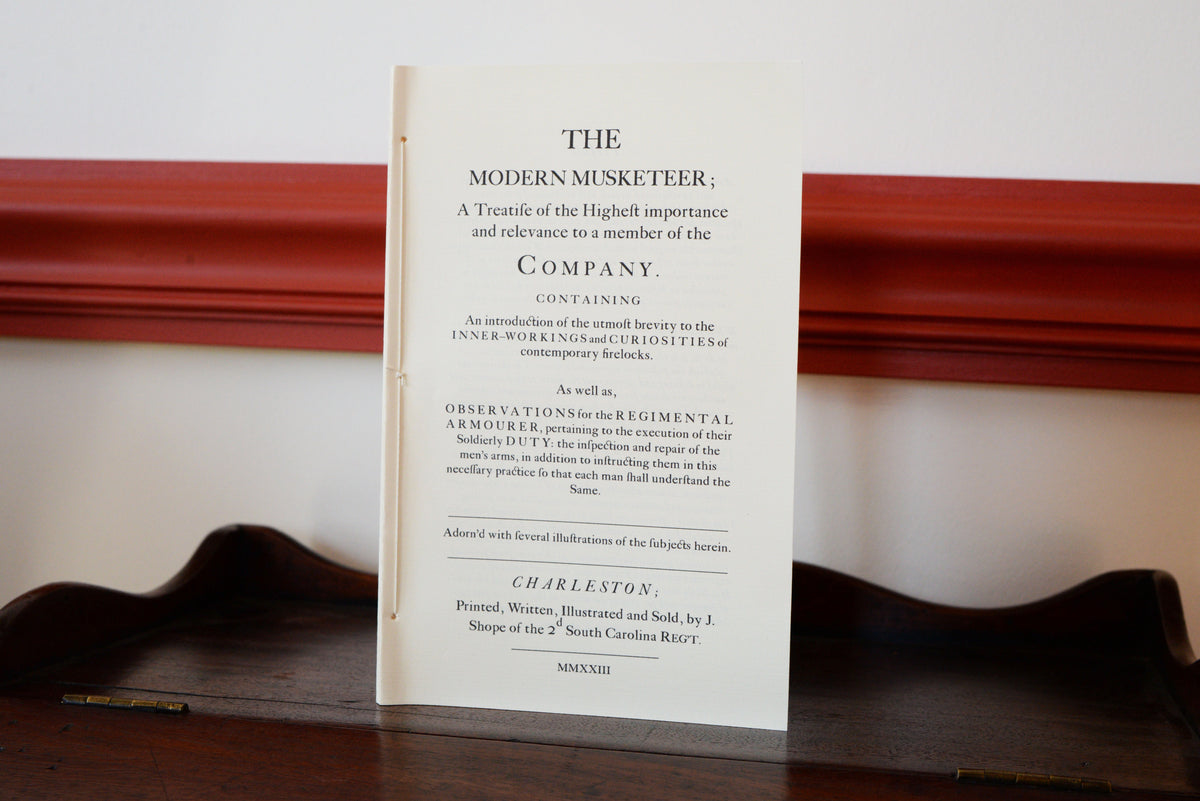 THE
MODERN MUSKETEER;
A Treatiſe of the Higheſt importance
and relevance to a member of the
COMPANY.
CONTAINING
An introduction of the utmoſt brevity to the
INNER–WORKINGS and CURIOSITIES of
contemporary firelocks.
As well as,
OBSERVATIONS for the REGIMENTAL
ARMOURER, pertaining to the execution of their
Soldierly DUTY: the inſpection and repair of the
men's arms, in addition to inſtructing them in this
neceſſary practice ſo that each man ſhall underſtand the
Same.
Adorn'd with ſeveral illuſtrations of the ſubjects herein.
CHARLESTON;
Printed, Written, Illustrated and Sold, by J.
Shope of the 2d South Carolina REG'T.
MMXXIII